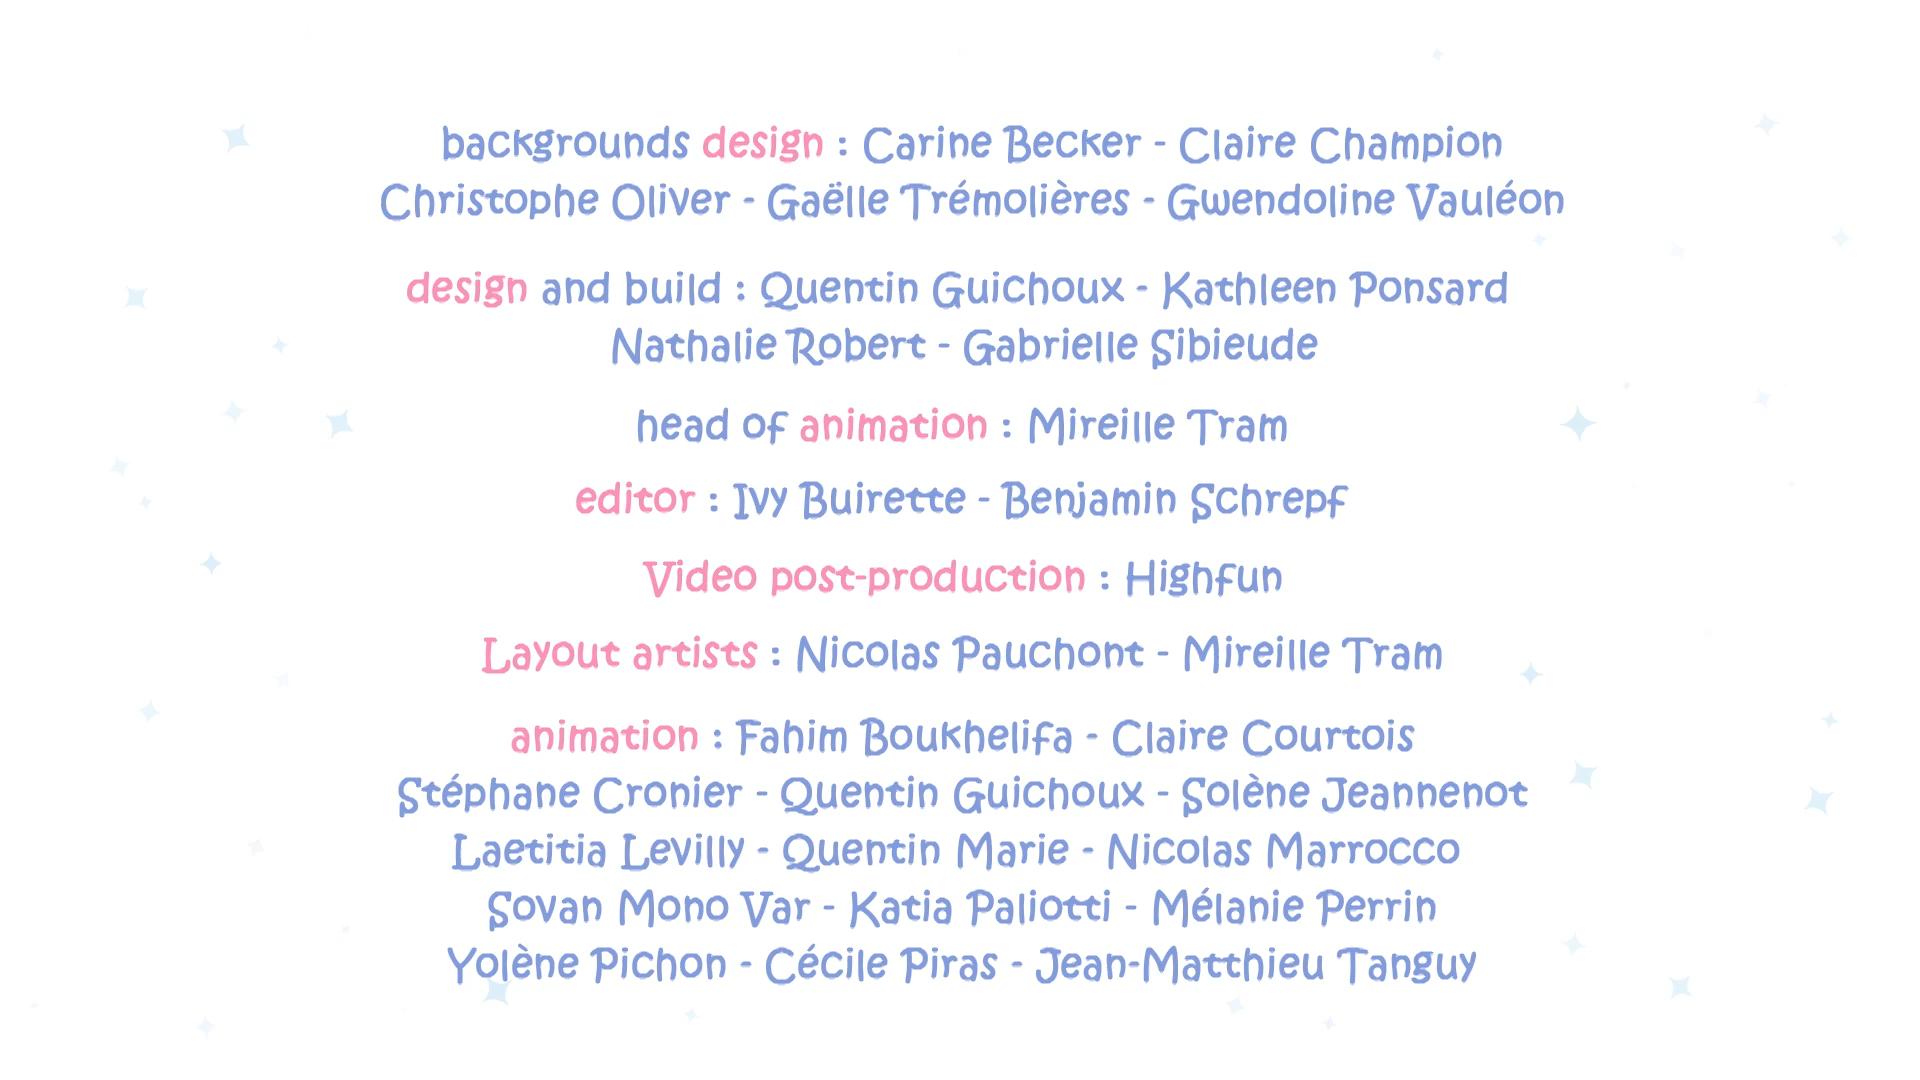 backgrounds design : Carine Becker - Claire Champion
Christophe Oliver - Gaëlle Trémolières - Gwendoline Vauléon
design and build : Quentin Guichoux - Kathleen Ponsard
Nathalie Robert - Gabrielle Sibieude
head of animation : Mireille Tram
editor : Ivy Buirette - Benjamin Schrepf
Video post-production : Highfun
Layout artists : Nicolas Pauchont - Mireille Tram
animation : Fahim Boukhelifa - Claire Courtois
Stéphane Cronier - Quentin Guichoux - Solène Jeannenot
Laetitia Levilly - Quentin Marie - Nicolas Marrocco
Sovan Mono Var - Katia Paliotti - Mélanie Perrin
Yolène Pichon - Cécile Piras - Jean-Matthieu Tanguy